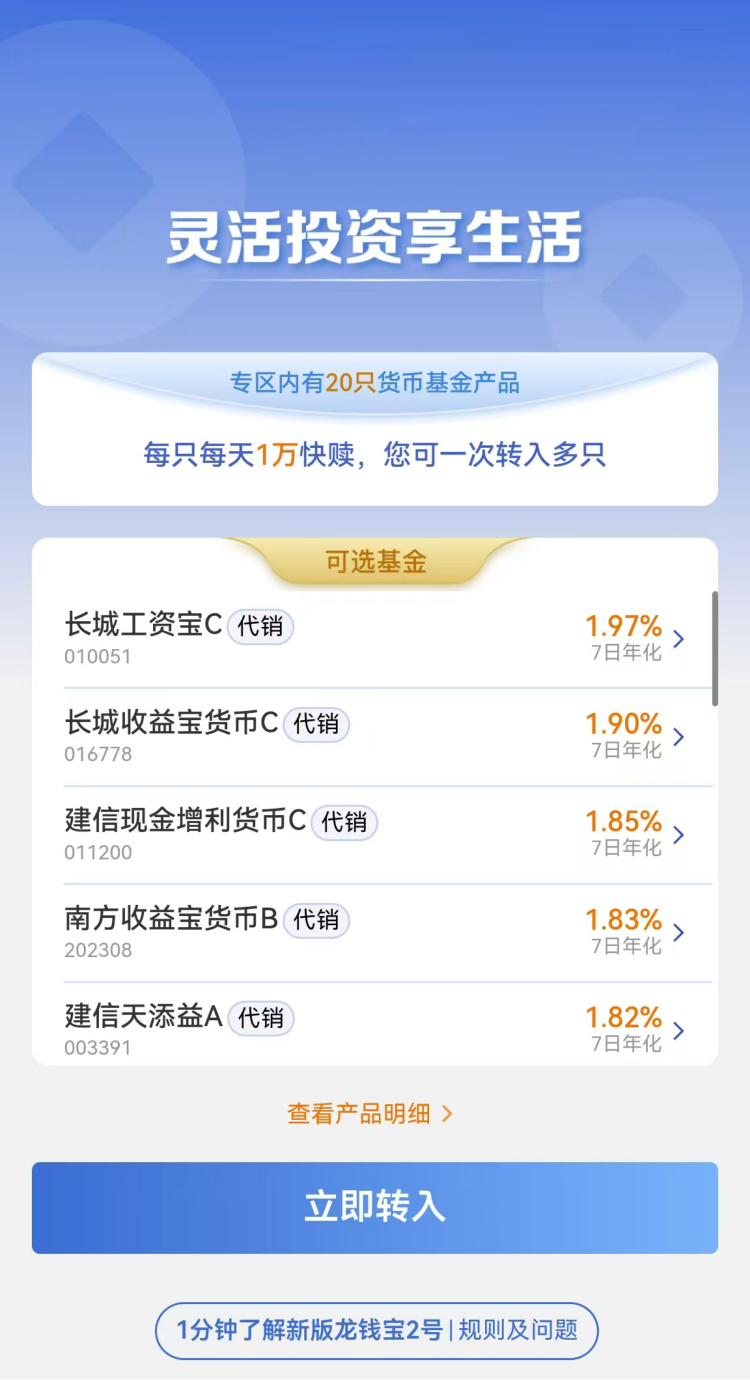 灵活投资享生活
专区内有20只货币基金产品
每只每天1万快赎，您可一次转入多只
可选基金
长城工资宝C 代销 1.97%
010051 7日年化
长城收益宝货币C 代销 1.90%
016778 7日年化
建信现金增利货币C 代销 1.85%
011200 7日年化
南方收益宝货币B 代销 1.83%
202308 7日年化
建信天添益A 代销 1.82%
003391 7日年化
查看产品明细
立即转入
1分钟了解新版龙钱宝2号|规则及问题